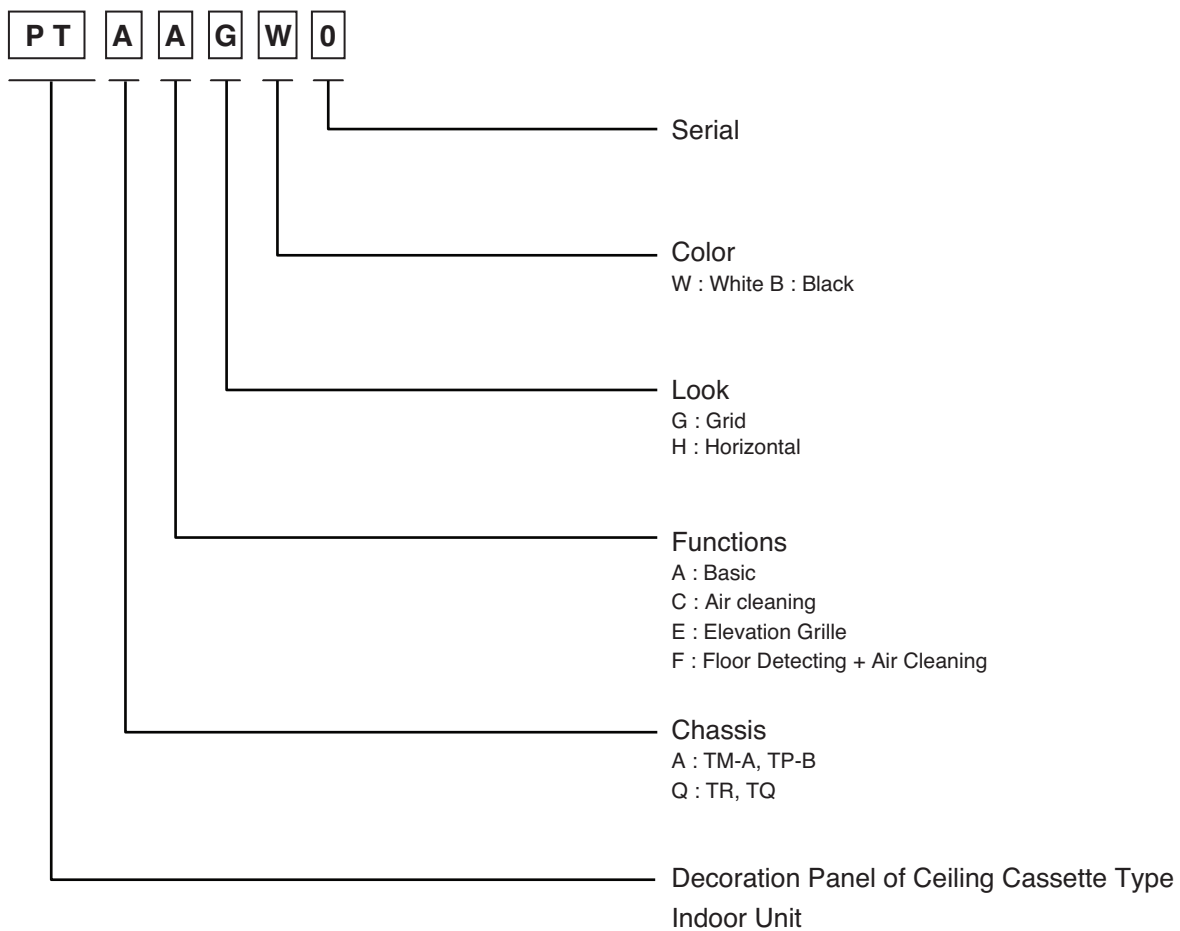 PT A A G W 0
Serial
Color
W : White B : Black
Look
G : Grid
H : Horizontal
Functions
A : Basic
C : Air cleaning
E : Elevation Grille
F : Floor Detecting + Air Cleaning
Chassis
A : TM-A, TP-B
Q : TR, TQ
Decoration Panel of Ceiling Cassette Type
Indoor Unit